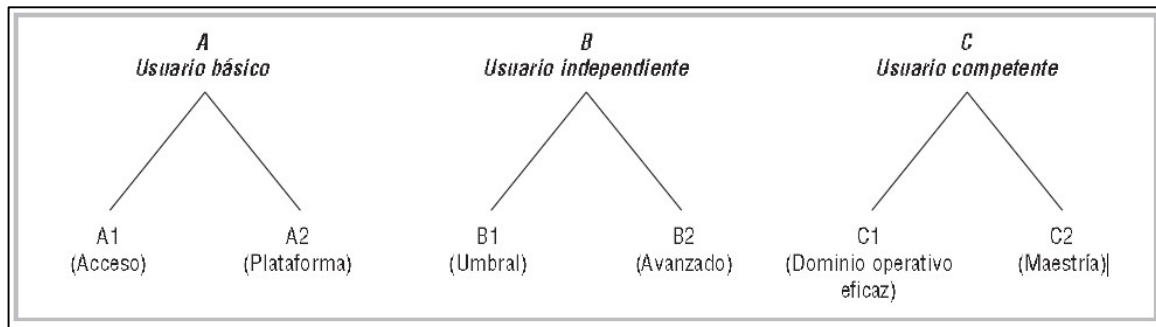 A
Usuario básico
B
Usuario independiente
C
Usuario competente
A1
(Acceso)
A2
(Plataforma)
B1
(Umbral)
B2
(Avanzado)
C1
(Dominio operativo
eficaz)
C2
(Maestría)